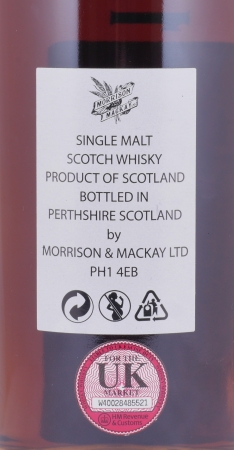 MORRISON
MACKAY
SINGLE MALT
SCOTCH WHISKY
PRODUCT OF SCOTLAND
BOTTLED IN
PERTHSHIRE SCOTLAND
by
MORRISON & MACKAY LTD
PH1 4EB
FOR THE
UK
MARKET
W40028485521
HM Revenue
& Customs